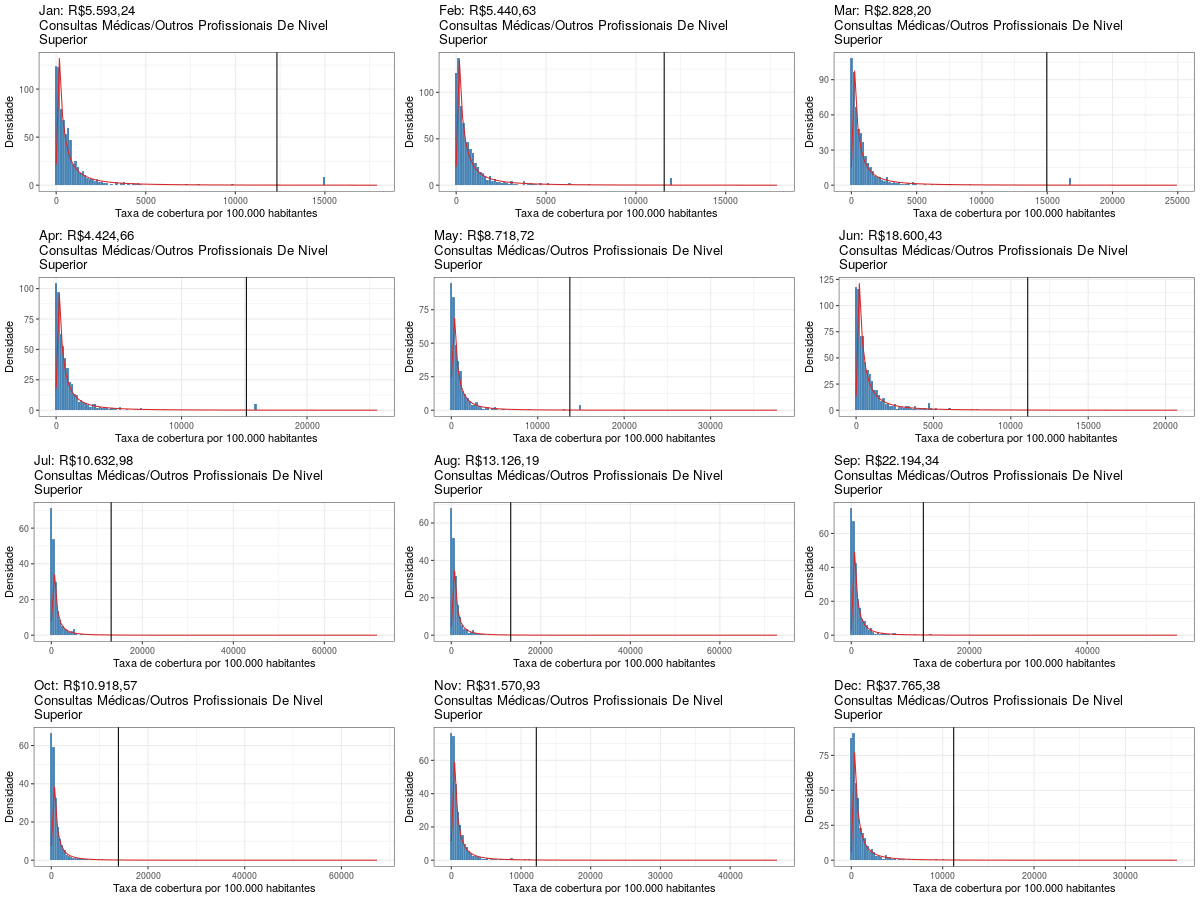 Jan: R$5.593,24
Consultas Médicas/Outros Profissionais De Nivel
Superior
Densidade
100
50
0
0
5000
10000
15000
Taxa de cobertura por 100.000 habitantes
Feb: R$5.440,63
Consultas Médicas/Outros Profissionais De Nivel
Superior
Densidade
100
50
0
0
5000
10000
15000
Taxa de cobertura por 100.000 habitantes
Mar: R$2.828,20
Consultas Médicas/Outros Profissionais De Nivel
Superior
Densidade
90
60
30
0
0
5000
10000
15000
20000
25000
Taxa de cobertura por 100.000 habitantes
Apr: R$4.424,66
Consultas Médicas/Outros Profissionais De Nivel
Superior
Densidade
100
75
50
25
0
0
10000
20000
Taxa de cobertura por 100.000 habitantes
May: R$8.718,72
Consultas Médicas/Outros Profissionais De Nivel
Superior
Densidade
75
50
25
0
0
10000
20000
30000
Taxa de cobertura por 100.000 habitantes
Jun: R$18.600,43
Consultas Médicas/Outros Profissionais De Nivel
Superior
Densidade
125
100
75
50
25
0
0
5000
10000
15000
20000
Taxa de cobertura por 100.000 habitantes
Jul: R$10.632,98
Consultas Médicas/Outros Profissionais De Nivel
Superior
Densidade
60
40
20
0
0
20000
40000
60000
Taxa de cobertura por 100.000 habitantes
Aug: R$13.126,19
Consultas Médicas/Outros Profissionais De Nivel
Superior
Densidade
60
40
20
0
0
20000
40000
60000
Taxa de cobertura por 100.000 habitantes
Sep: R$22.194,34
Consultas Médicas/Outros Profissionais De Nivel
Superior
Densidade
60
40
20
0
0
20000
40000
Taxa de cobertura por 100.000 habitantes
Oct: R$10.918,57
Consultas Médicas/Outros Profissionais De Nivel
Superior
Densidade
60
40
20
0
0
20000
40000
60000
Taxa de cobertura por 100.000 habitantes
Nov: R$31.570,93
Consultas Médicas/Outros Profissionais De Nivel
Superior
Densidade
60
40
20
0
0
10000
20000
30000
40000
Taxa de cobertura por 100.000 habitantes
Dec: R$37.765,38
Consultas Médicas/Outros Profissionais De Nivel
Superior
Densidade
75
50
25
0
0
10000
20000
30000
Taxa de cobertura por 100.000 habitantes